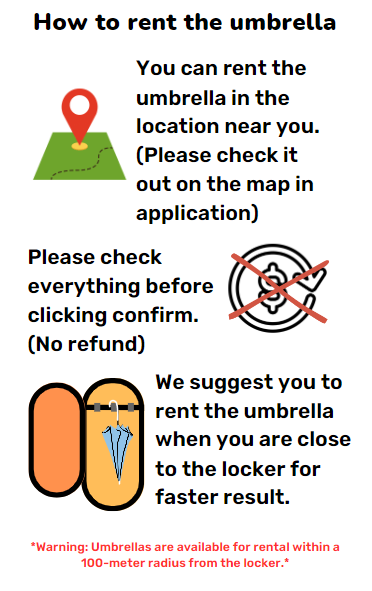 How to rent the umbrella
You can rent the
umbrella in the
location near you.
(Please check it
out on the map in
application)
Please check
everything before
clicking confirm.
(No refund)
We suggest you to
rent the umbrella
when you are close
to the locker for
faster result.
*Warning: Umbrellas are available for rental within a
100-meter radius from the locker.*